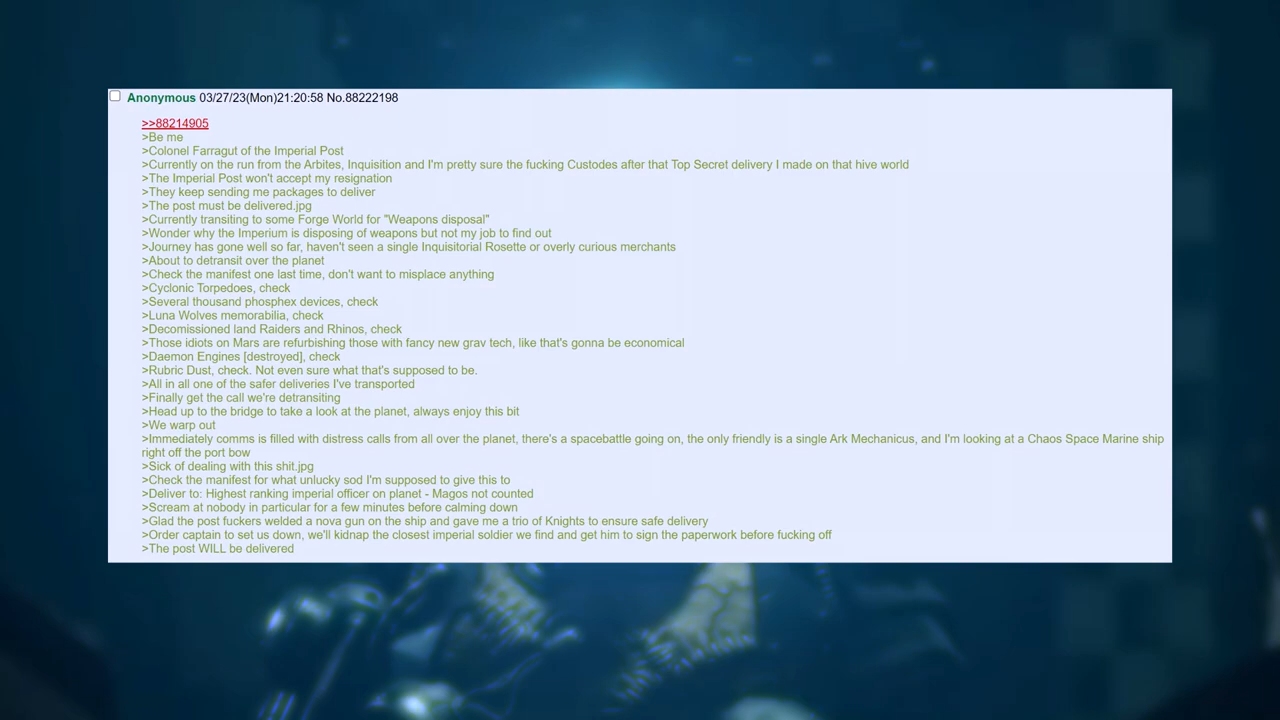 Anonymous 03/27/23(Mon)21:20:58 No.88222198
>>88214905
>Be me
>Colonel Farragut of the Imperial Post
>Currently on the run from the Arbites, Inquisition and I'm pretty sure the fucking Custodes after that Top Secret delivery I made on that hive world
>The Imperial Post won't accept my resignation
>They keep sending me packages to deliver
>The post must be delivered.jpg
>Currently transiting to some Forge World for "Weapons disposal"
>Wonder why the Imperium is disposing of weapons but not my job to find out
>Journey has gone well so far, haven't seen a single Inquisitorial Rosette or overly curious merchants
>About to detransit over the planet
>Check the manifest one last time, don't want to misplace anything
>Cyclonic Torpedoes, check
>Several thousand phosphex devices, check
>Luna Wolves memorabilia, check
>Decomissioned land Raiders and Rhinos, check
>Those idiots on Mars are refurbishing those with fancy new grav tech, like that's gonna be economical
>Daemon Engines [destroyed], check
>Rubric Dust, check. Not even sure what that's supposed to be.
>All in all one of the safer deliveries I've transported
>Finally get the call we're detransiting
>Head up to the bridge to take a look at the planet, always enjoy this bit
>We warp out
>Immediately comms is filled with distress calls from all over the planet, there's a spacebattle going on, the only friendly is a single Ark Mechanicus, and I'm looking at a Chaos Space Marine ship
right off the port bow
>Sick of dealing with this shit.jpg
>Check the manifest for what unlucky sod I'm supposed to give this to
>Deliver to: Highest ranking imperial officer on planet - Magos not counted
>Scream at nobody in particular for a few minutes before calming down
>Glad the post fuckers welded a nova gun on the ship and gave me a trio of Knights to ensure safe delivery
>Order captain to set us down, we'll kidnap the closest imperial soldier we find and get him to sign the paperwork before fucking off
>The post WILL be delivered